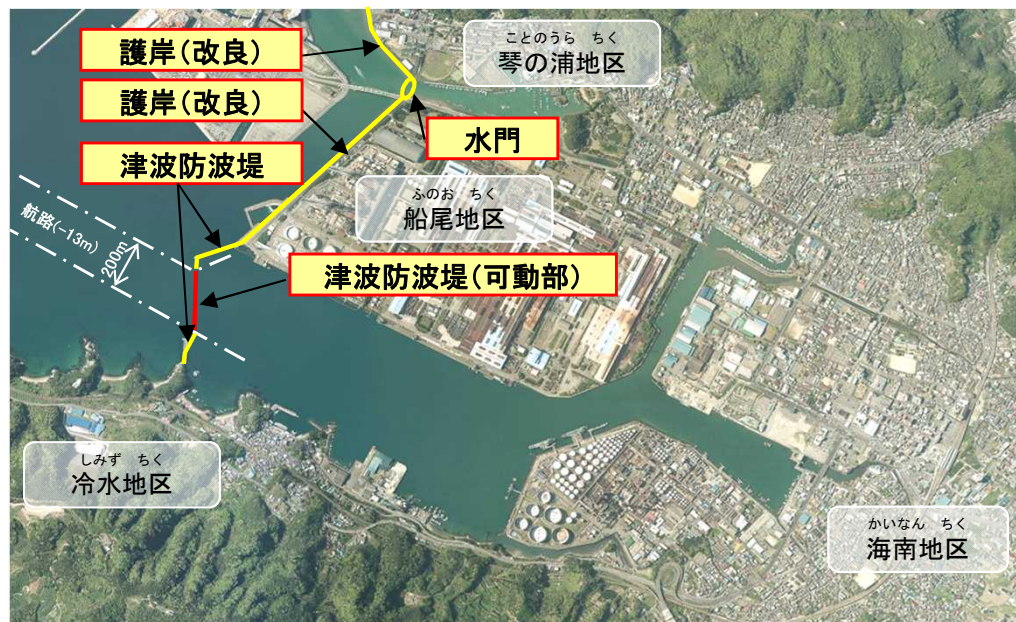 護岸(改良)
ことのうら ちく
琴の浦地区
護岸(改良)
水門
津波防波堤
ふのお ちく
船尾地区
航路(-13m)
200m
津波防波堤(可動部)
しみず ちく
冷水地区
かいなん ちく
海南地区